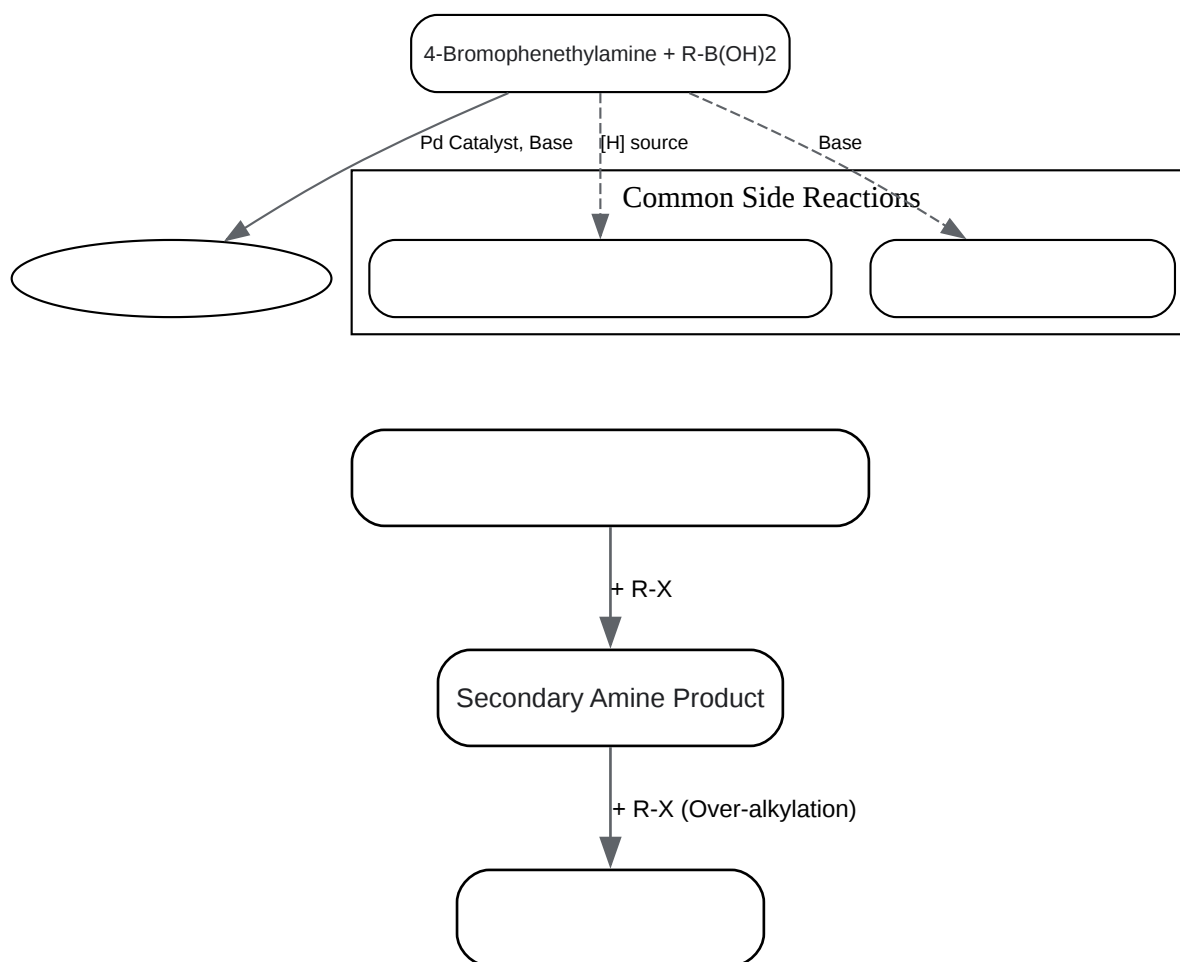 4-Bromophenethylamine + R-B(OH)2
Pd Catalyst, Base
[H] source
Base
Common Side Reactions
+ R-X
Secondary Amine Product
+ R-X (Over-alkylation)